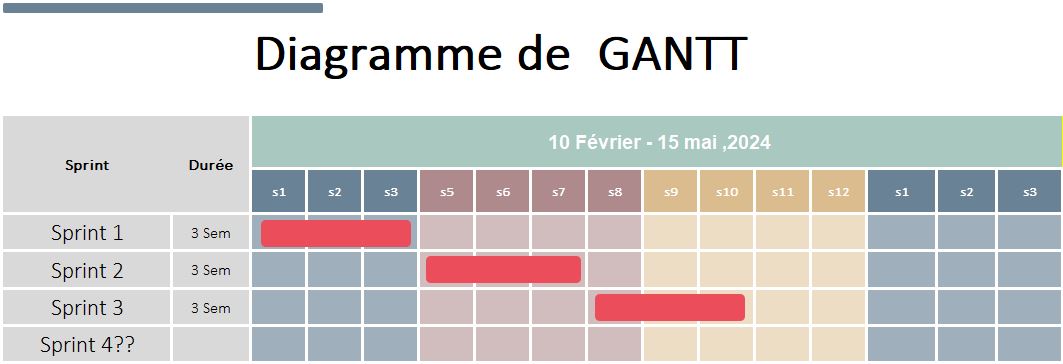 Diagramme de GANTT
Sprint Durée 10 Février - 15 mai ,2024
s1 s2 s3 s5 s6 s7 s8 s9 s10 s11 s12 s1 s2 s3
Sprint 1 3 Sem
Sprint 2 3 Sem
Sprint 3 3 Sem
Sprint 4??